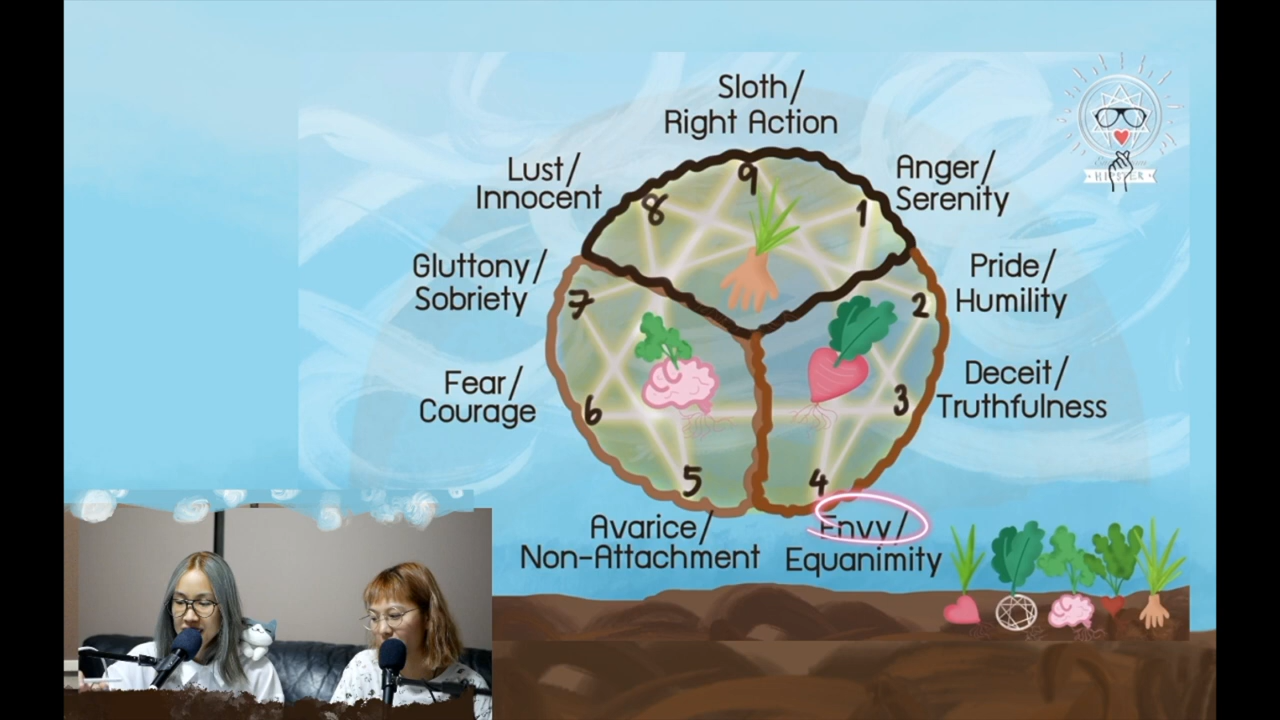 Sloth/
Right Action
Lust/
Innocent
Anger/
Serenity
9
8
1
Gluttony/
Sobriety
Pride/
Humility
7
2
Fear/
Courage
Deceit/
Truthfulness
6
3
5
4
Avarice/
Non-Attachment
Envy/
Equanimity
HIPSTER